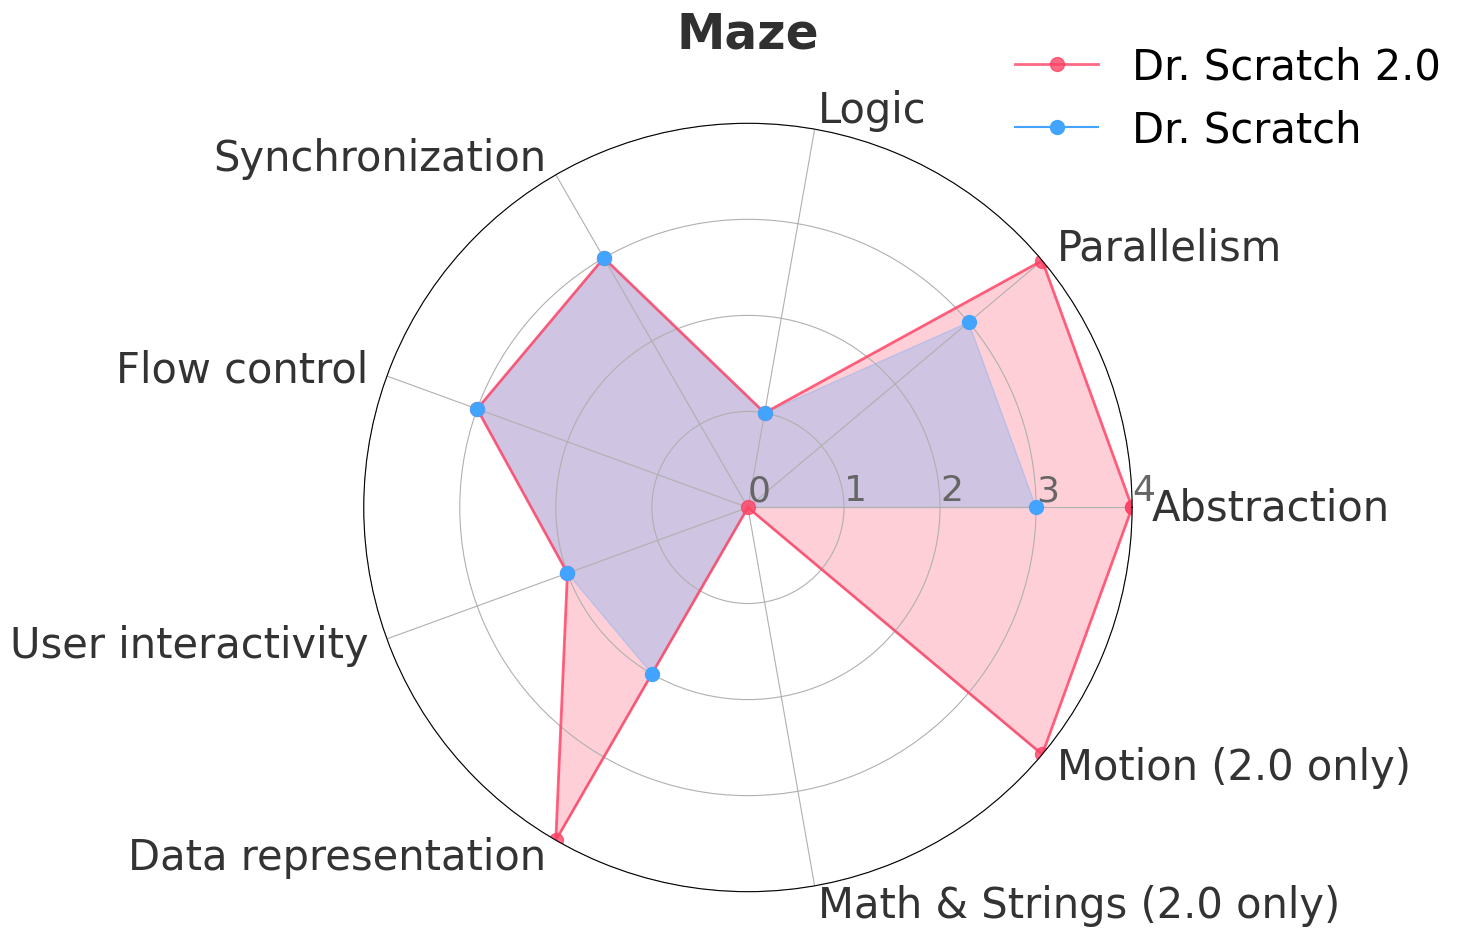 Maze
Dr. Scratch 2.0
Dr. Scratch
Logic
Synchronization
Parallelism
Flow control
0
1
2
3
4
Abstraction
User interactivity
Motion (2.0 only)
Data representation
Math & Strings (2.0 only)